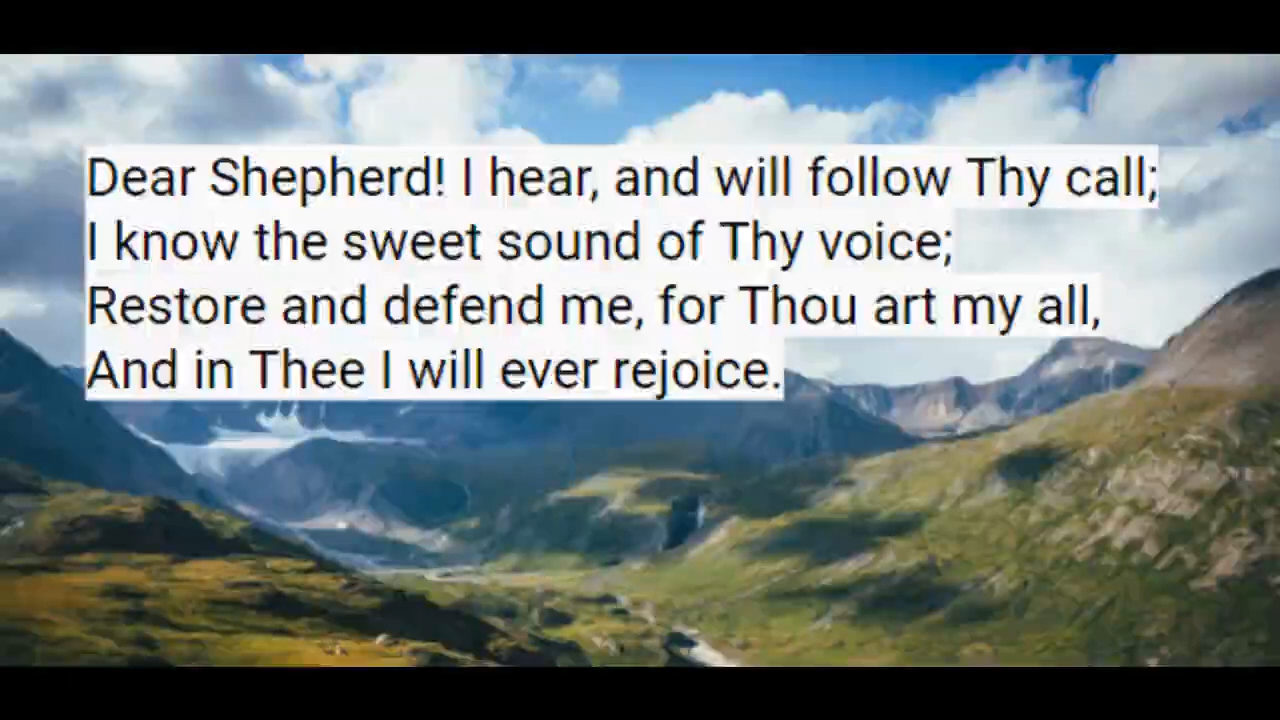 Dear Shepherd! I hear, and will follow Thy call;
I know the sweet sound of Thy voice;
Restore and defend me, for Thou art my all,
And in Thee I will ever rejoice.